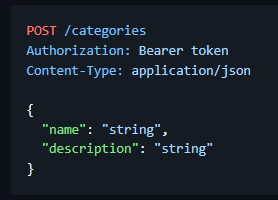 POST /categories
Authorization: Bearer token
Content-Type: application/json
{
"name": "string",
"description": "string"
}